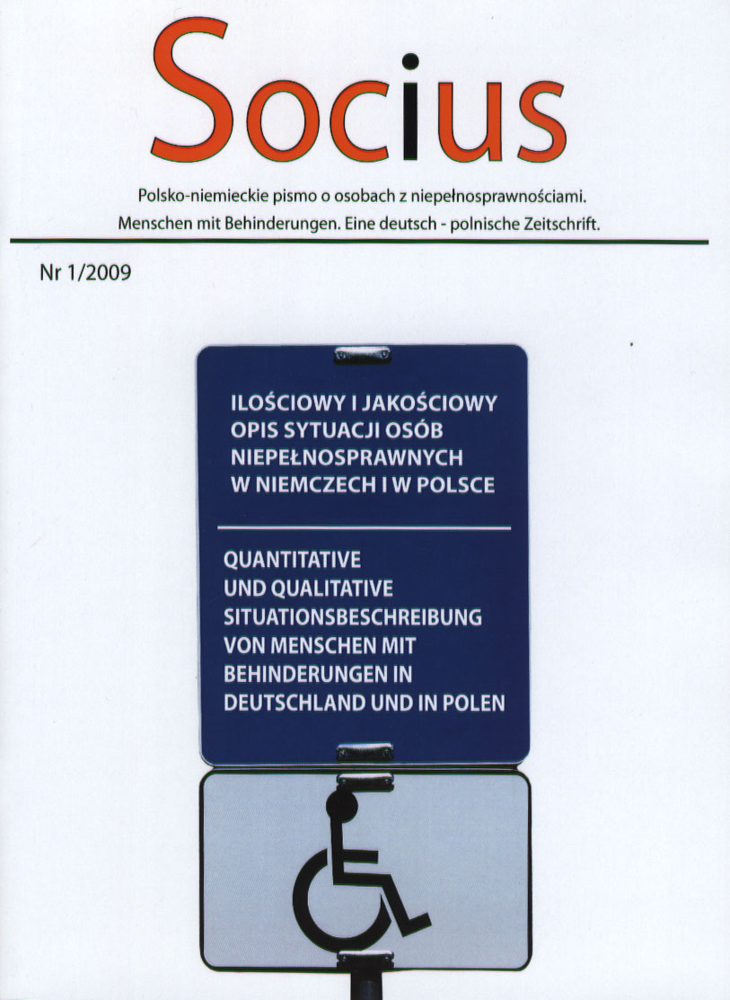 Socius
Polsko-niemieckie pismo o osobach z niepełnosprawnościami.
Menschen mit Behinderungen. Eine deutsch - polnische Zeitschrift.
Nr 1/2009
ILOŚCIOWY I JAKOŚCIOWY
OPIS SYTUACJI OSÓB
NIEPEŁNOSPRAWNYCH
W NIEMCZECH I W POLSCE
QUANTITATIVE
UND QUALITATIVE
SITUATIONSBESCHREIBUNG
VON MENSCHEN MIT
BEHINDERUNGEN IN
DEUTSCHLAND UND IN POLEN